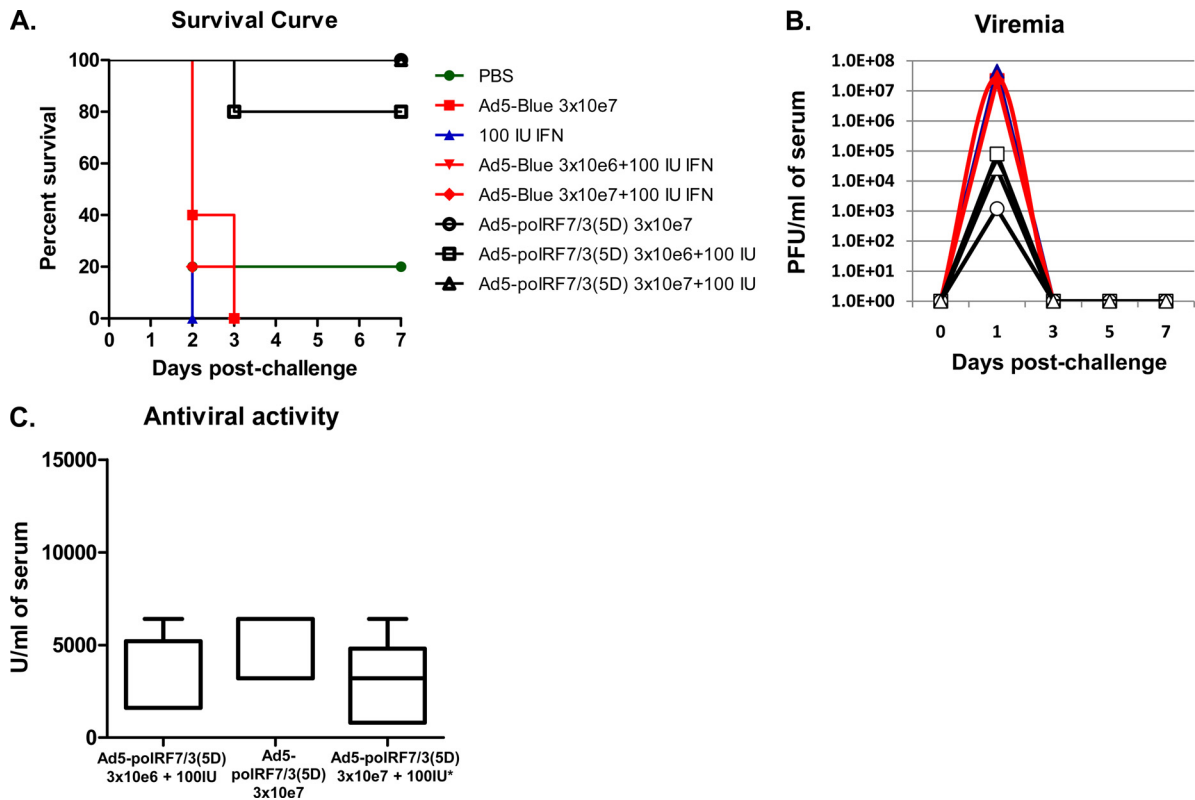 A.
Survival Curve
Percent survival
100
80
60
40
20
0
0 1 2 3 4 5 6 7
Days post-challenge
PBS
Ad5-Blue 3x10e7
100 IU IFN
Ad5-Blue 3x10e6+100 IU IFN
Ad5-Blue 3x10e7+100 IU IFN
Ad5-poIRF7/3(5D) 3x10e7
Ad5-poIRF7/3(5D) 3x10e6+100 IU
Ad5-poIRF7/3(5D) 3x10e7+100 IU
B.
Viremia
PFU/ml of serum
1.0E+08
1.0E+07
1.0E+06
1.0E+05
1.0E+04
1.0E+03
1.0E+02
1.0E+01
1.0E+00
0 1 3 5 7
Days post-challenge
C.
Antiviral activity
U/ml of serum
15000
10000
5000
0
Ad5-poIRF7/3(5D)
3x10e6 + 100IU
Ad5-
poIRF7/3(5D)
3x10e7
Ad5-poIRF7/3(5D)
3x10e7 + 100IU*